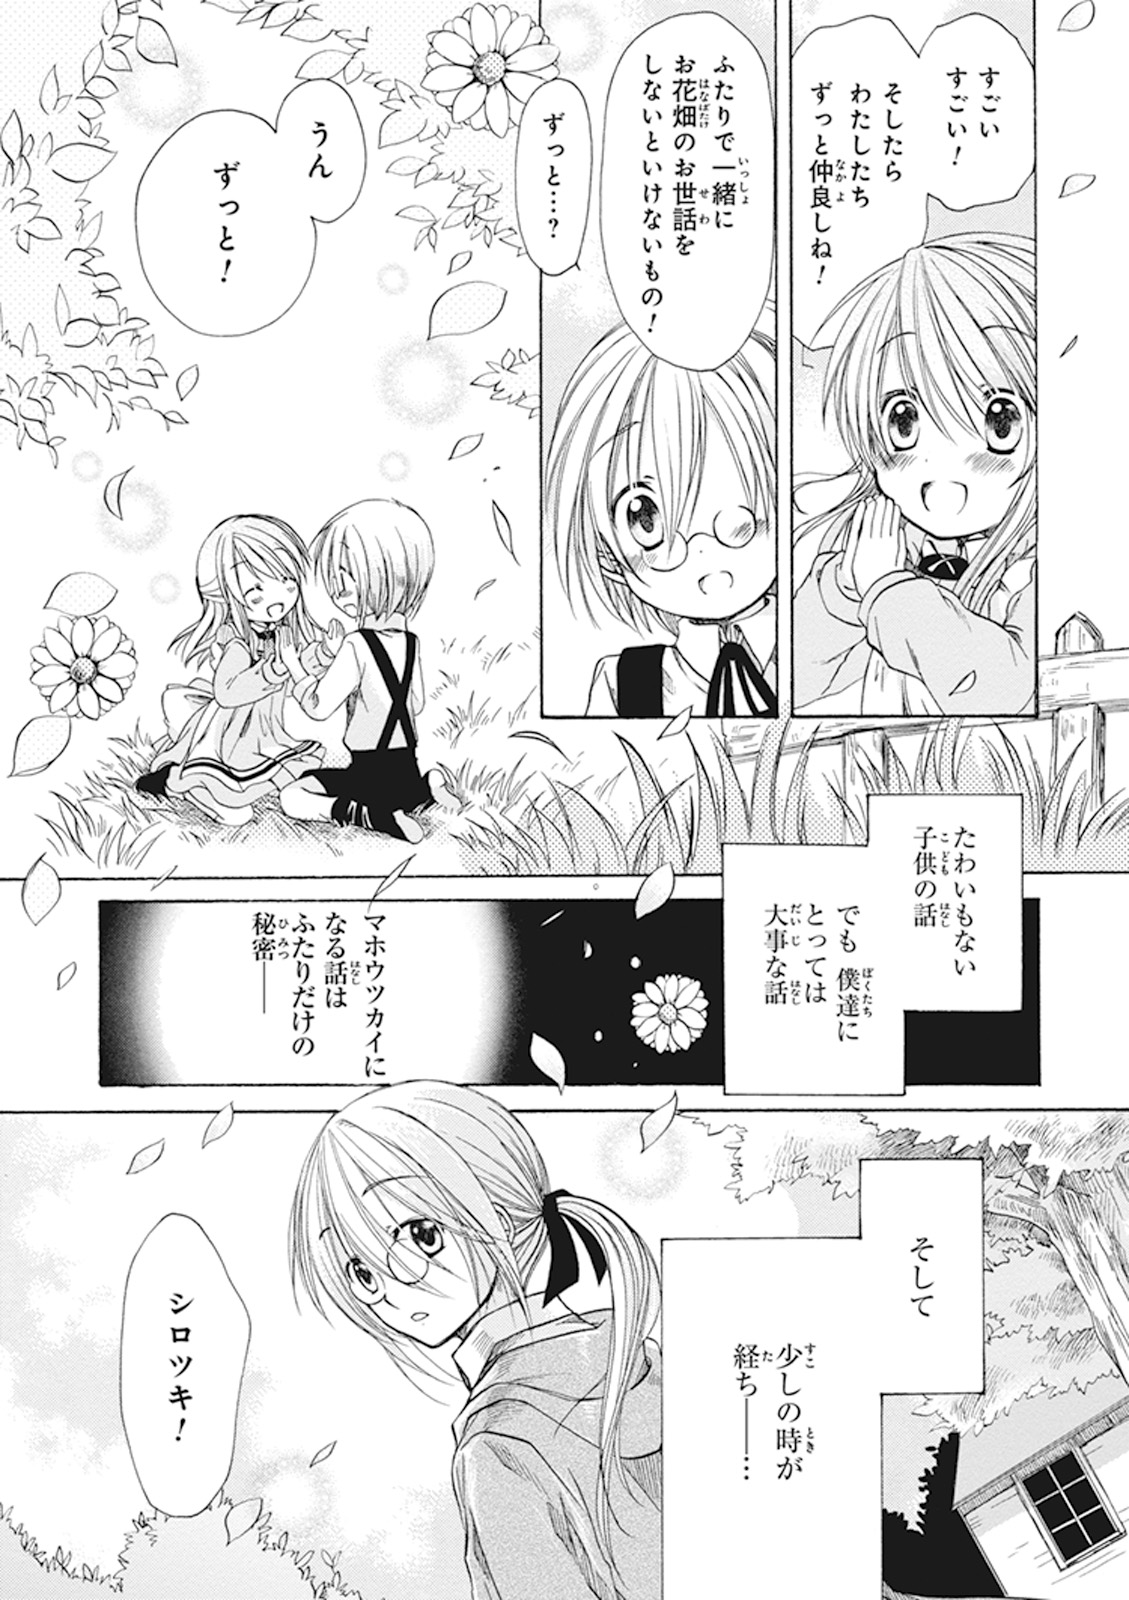 すごい
すごい！
そしたら
わたしたち
ずっと仲良しね！
ふたりで一緒に
お花畑のお世話を
しないといけないもの！
ずっと…？
うん
ずっと！
たわいもない
子供の話
でも 僕達に
とっては
大事な話
マホウツカイに
なる話は
ふたりだけの
秘密――
そして
少しの時が
経ち――…
シロツキ！